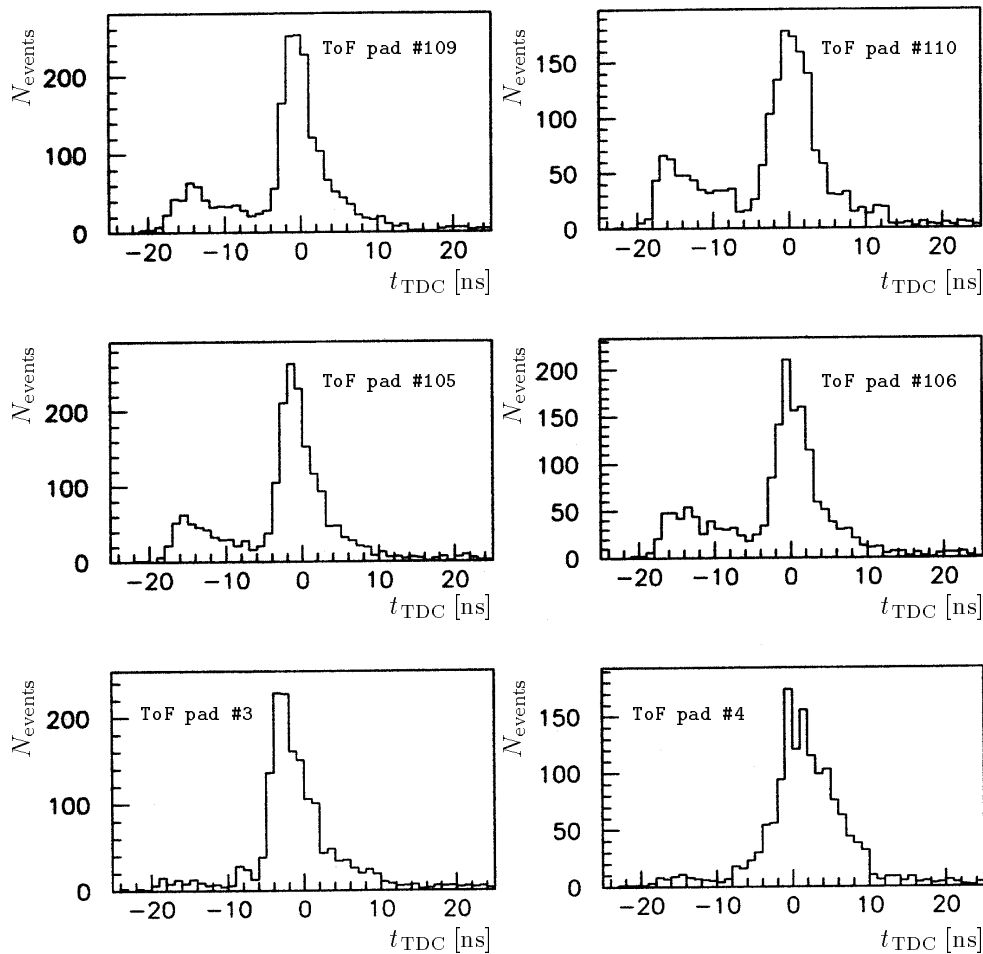 N_events
ToF pad #109
200
100
0
−20 −10 0 10 20
t_TDC [ns]
N_events
ToF pad #110
150
100
50
0
−20 −10 0 10 20
t_TDC [ns]
N_events
ToF pad #105
200
100
0
−20 −10 0 10 20
t_TDC [ns]
N_events
ToF pad #106
200
150
100
50
0
−20 −10 0 10 20
t_TDC [ns]
N_events
ToF pad #3
200
100
0
−20 −10 0 10 20
t_TDC [ns]
N_events
ToF pad #4
150
100
50
0
−20 −10 0 10 20
t_TDC [ns]